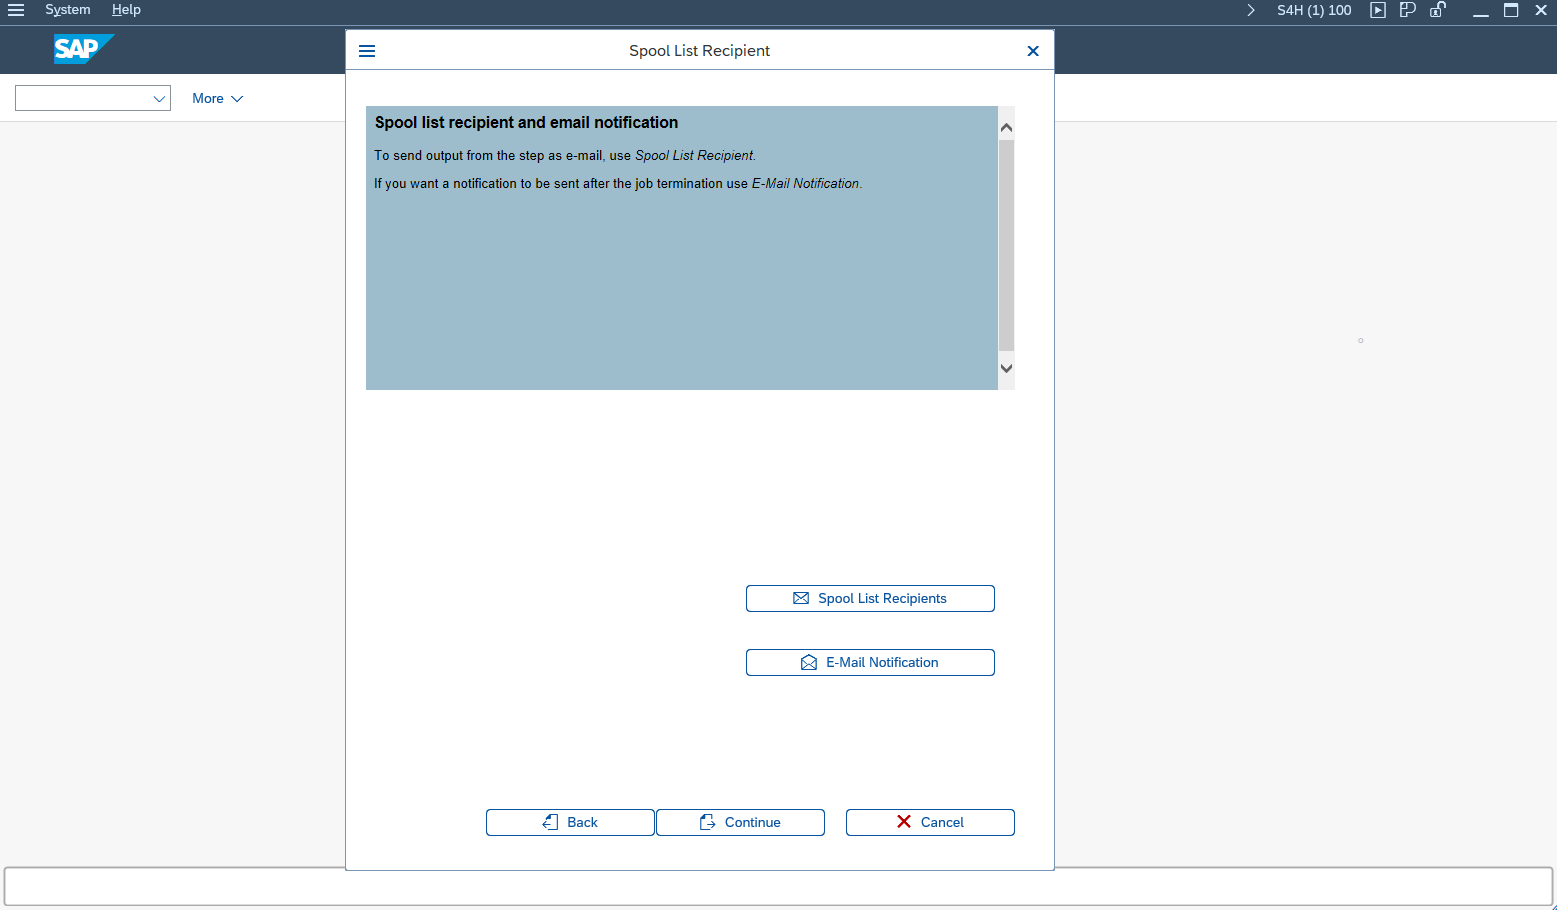 System Help
S4H (1) 100
SAP
More
Spool List Recipient
Spool list recipient and email notification
To send output from the step as e-mail, use Spool List Recipient.
If you want a notification to be sent after the job termination use E-Mail Notification.
Spool List Recipients
E-Mail Notification
Back
Continue
Cancel